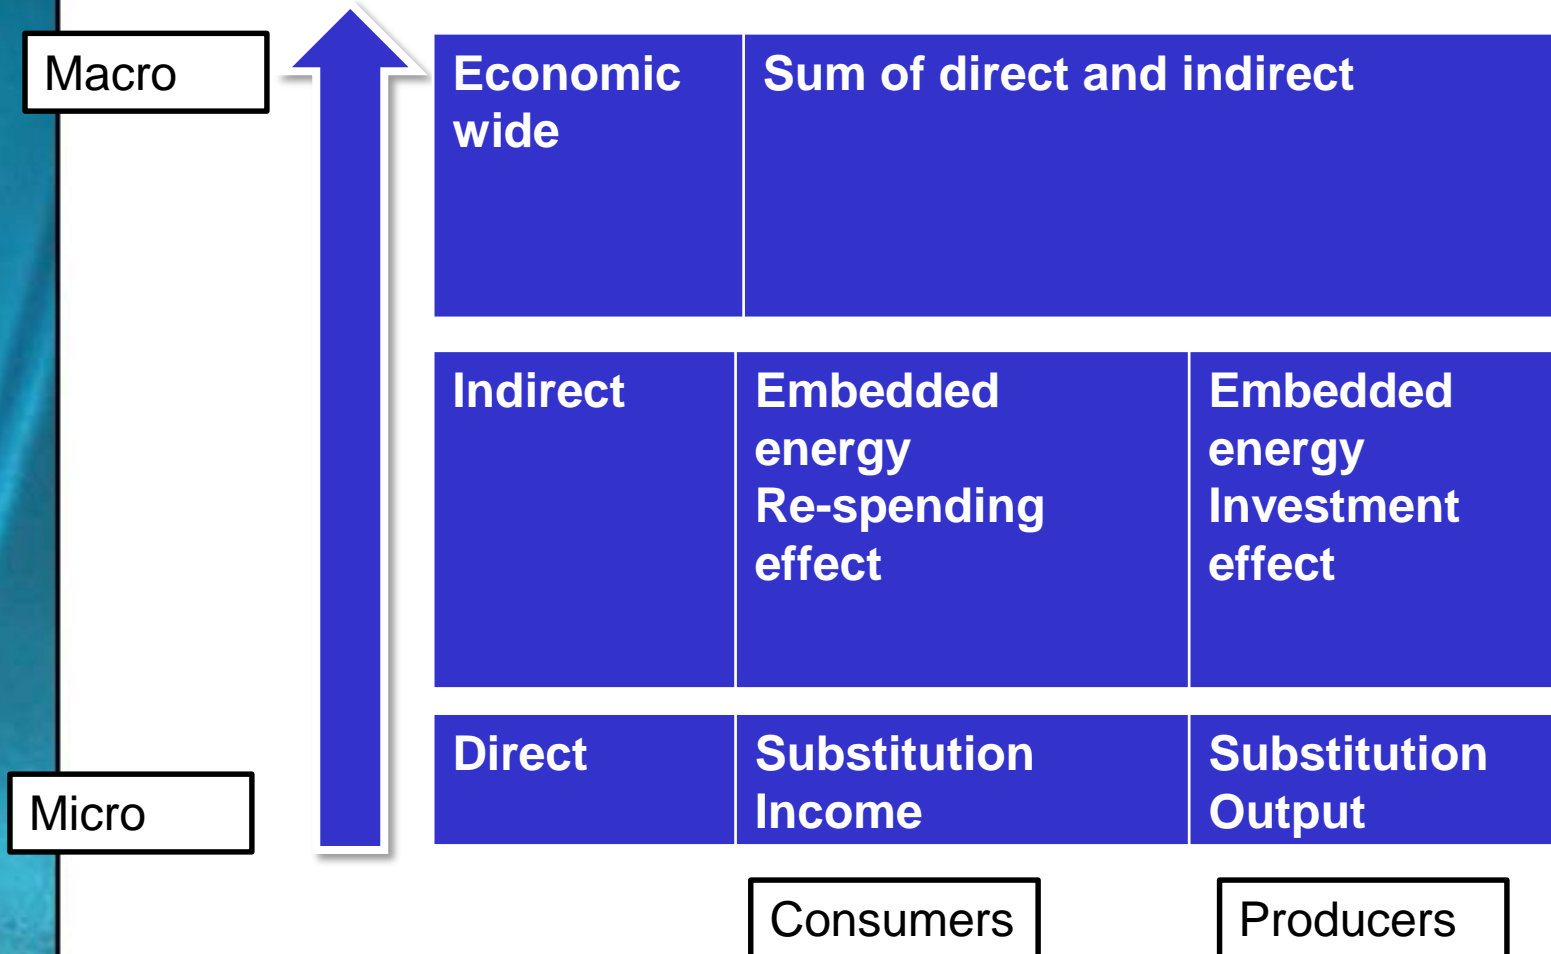 Macro
Economic
wide
Sum of direct and indirect
Indirect
Embedded
energy
Re-spending
effect
Embedded
energy
Investment
effect
Direct
Substitution
Income
Substitution
Output
Micro
Consumers
Producers